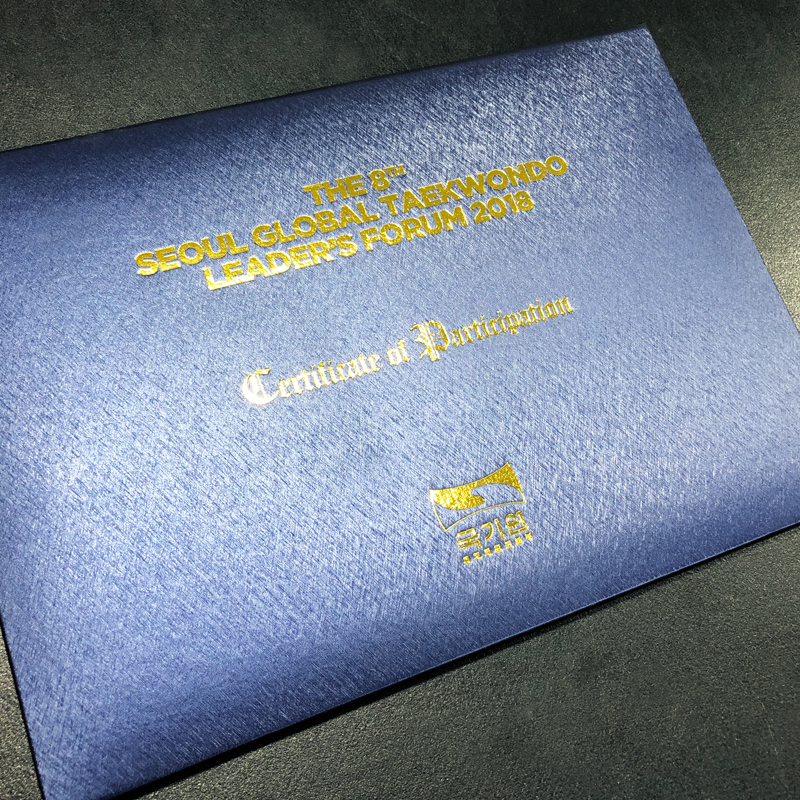 THE 8TH
SEOUL GLOBAL TAEKWONDO
LEADER'S FORUM 2018
Certificate of Participation
국기원